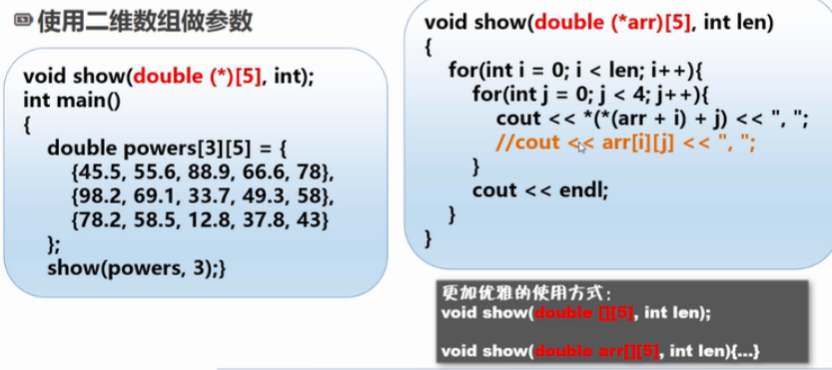 使用二维数组做参数
void show(double (*)[5], int);
int main()
{
double powers[3][5] = {
{45.5, 55.6, 88.9, 66.6, 78},
{98.2, 69.1, 33.7, 49.3, 58},
{78.2, 58.5, 12.8, 37.8, 43}
};
show(powers, 3);}
void show(double (*arr)[5], int len)
{
for(int i = 0; i < len; i++){
for(int j = 0; j < 4; j++){
cout << *(*(arr + i) + j) << ", ";
//cout << arr[i][j] << ", ";
}
cout << endl;
}
}
更加优雅的使用方式:
void show(double [][5], int len);
void show(double arr[][5], int len){...}